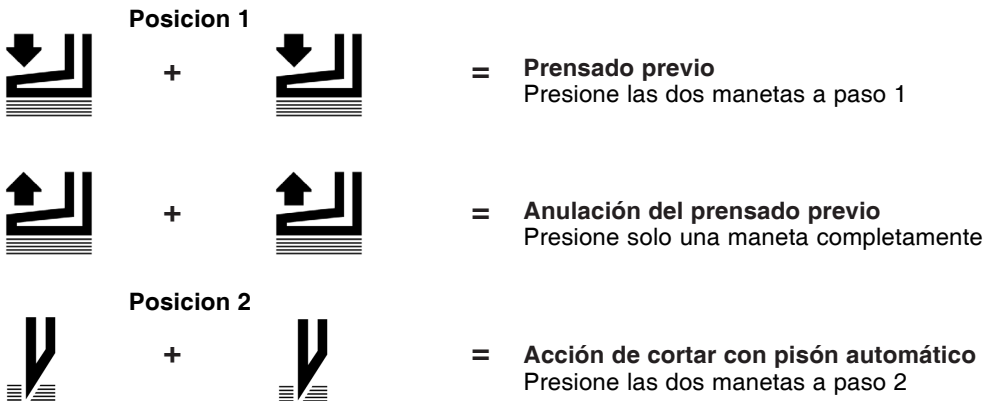 Posicion 1
+ = Prensado previo
Presione las dos manetas a paso 1
+ = Anulación del prensado previo
Presione solo una maneta completamente
Posicion 2
+ = Acción de cortar con pisón automático
Presione las dos manetas a paso 2